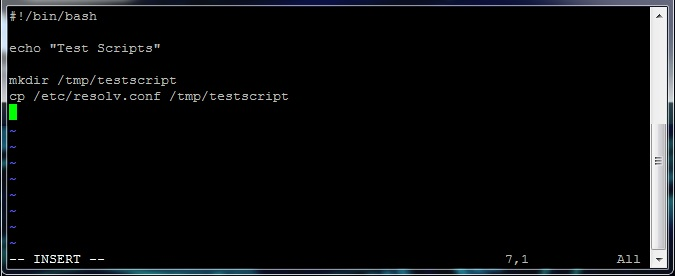 #!/bin/bash
echo "Test Scripts"
mkdir /tmp/testscript
cp /etc/resolv.conf /tmp/testscript
~
~
~
~
~
~
~
~
-- INSERT -- 7,1 All